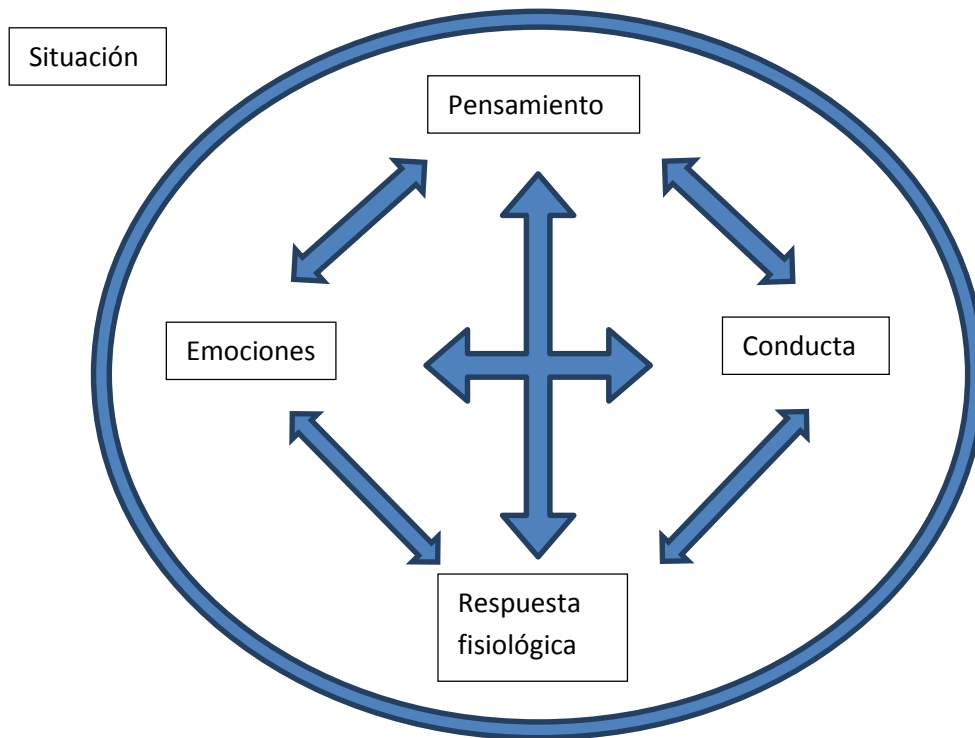 Situación
Pensamiento
Emociones
Conducta
Respuesta
fisiológica